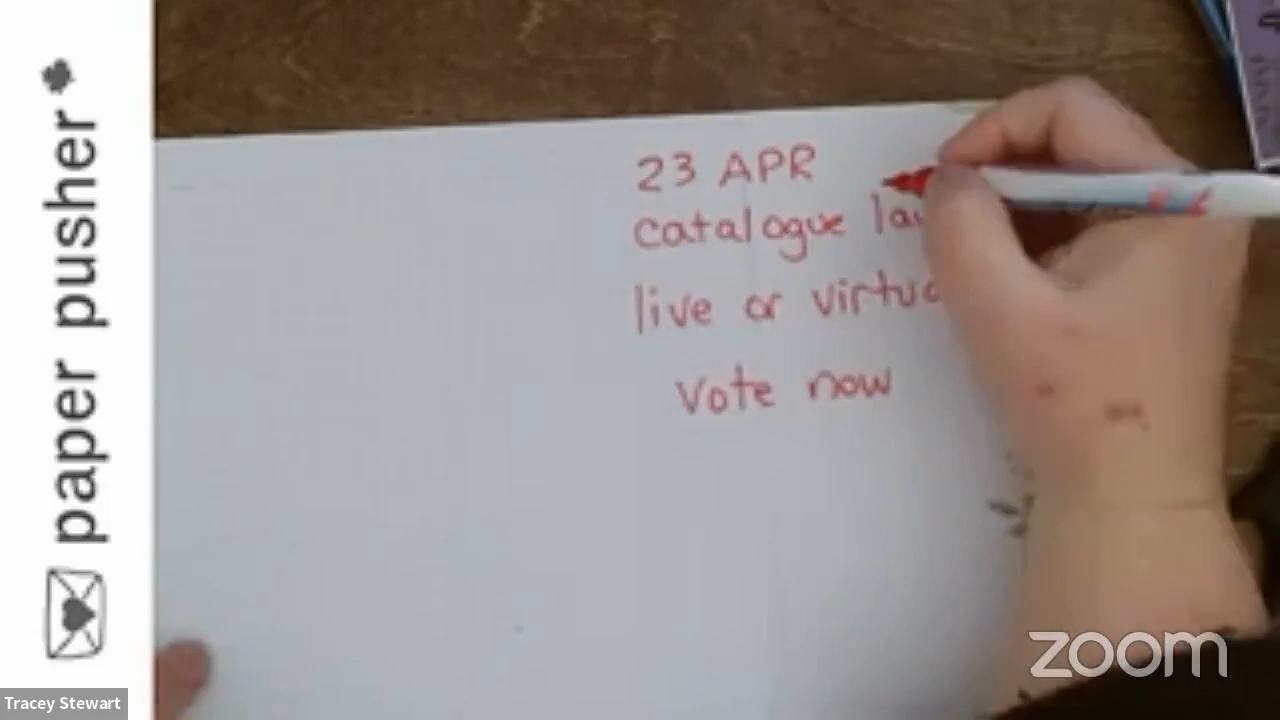 paper pusher
23 APR
catalogue
live or
vote now
zoom
Tracey Stewart